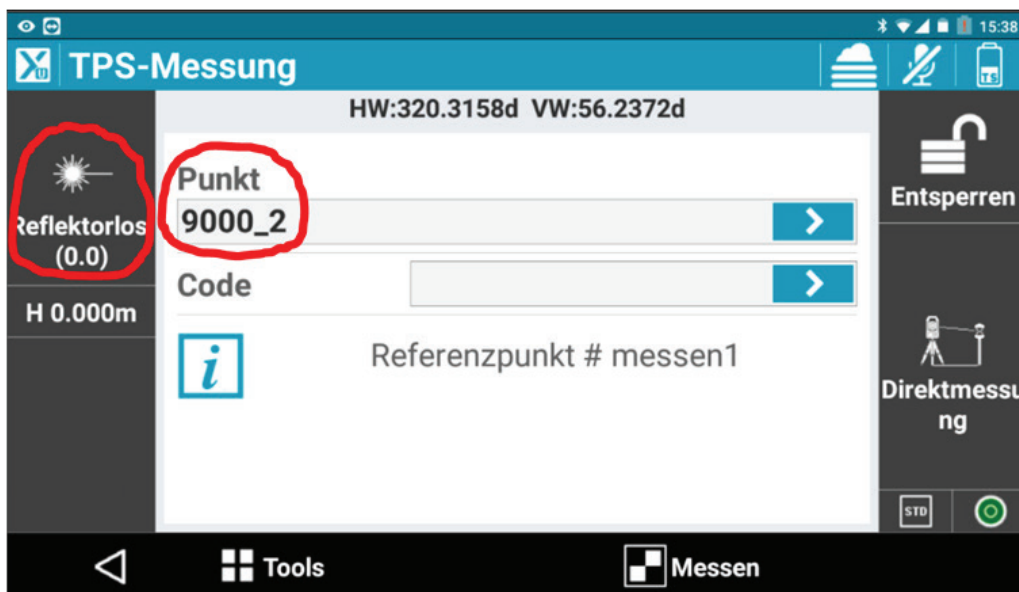 15:38
TPS-Messung
TS
HW:320.3158d VW:56.2372d
Reflektorlos
(0.0)
H 0.000m
Punkt
9000_2
Code
i
Referenzpunkt # messen1
Entsperren
Direktmessu
ng
STD
Tools
Messen